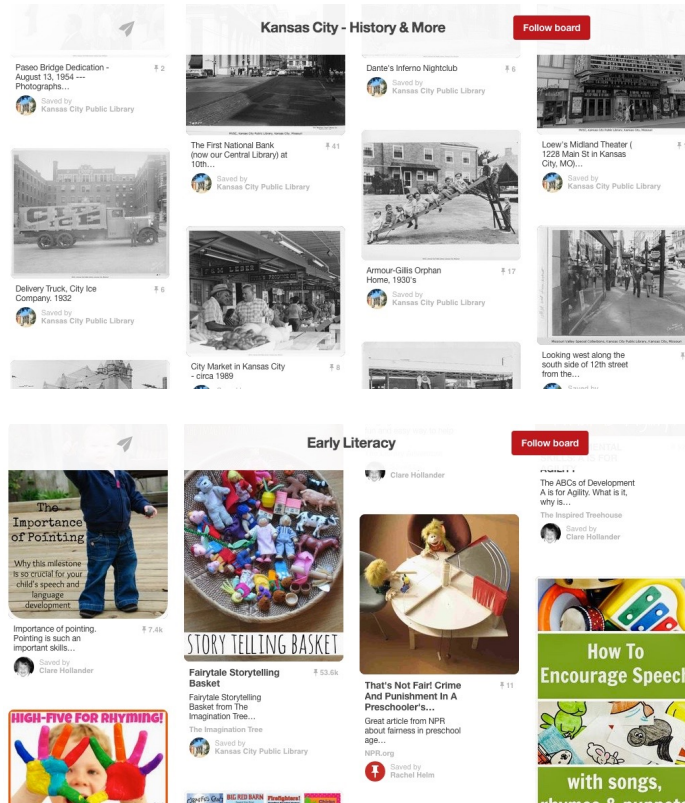 Kansas City - History & More
Follow board
Paseo Bridge Dedication -
August 13, 1954 ---
Photographs...
2
Saved by
Kansas City Public Library
CITY
ICE
Delivery Truck, City Ice
Company. 1932
6
Saved by
Kansas City Public Library
The First National Bank
(now our Central Library) at
10th...
41
Saved by
Kansas City Public Library
City Market in Kansas City
- circa 1989
8
Dante's Inferno Nightclub
6
Saved by
Kansas City Public Library
Armour-Gillis Orphan
Home, 1930's
17
Saved by
Kansas City Public Library
Loew's Midland Theater (
1228 Main St in Kansas
City, MO)...
Saved by
Kansas City Public Library
Looking west along the
south side of 12th street
from the...
Saved by
Early Literacy
Follow board
The
Importance
of Pointing
Why this milestone
is so crucial for your
child's speech and
language
development
Importance of pointing.
Pointing is such an
important skills...
7.4k
Saved by
Clare Hollander
HIGH-FIVE FOR RHYMING!
STORY TELLING BASKET
Fairytale Storytelling
Basket
53.6k
Fairytale Storytelling
Basket from The
Imagination Tree...
The Imagination Tree
Saved by
Kansas City Public Library
BIG RED BARN
Firefighters!
Clare Hollander
That's Not Fair! Crime
And Punishment In A
Preschooler's...
11
Great article from NPR
about fairness in preschool
age...
NPR.org
Saved by
Rachel Holm
AGILITY
The ABCs of Development
A is for Agility. What is it,
why is...
The Inspired Treehouse
Saved by
Clare Hollander
How To
Encourage Speech
with songs,